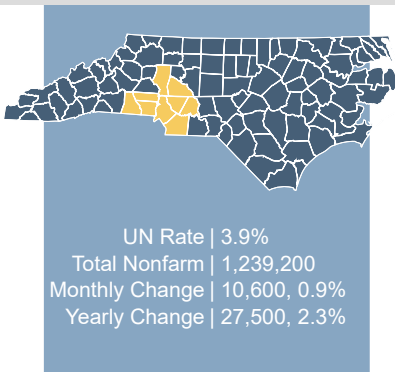 UN Rate | 3.9%
Total Nonfarm | 1,239,200
Monthly Change | 10,600, 0.9%
Yearly Change | 27,500, 2.3%